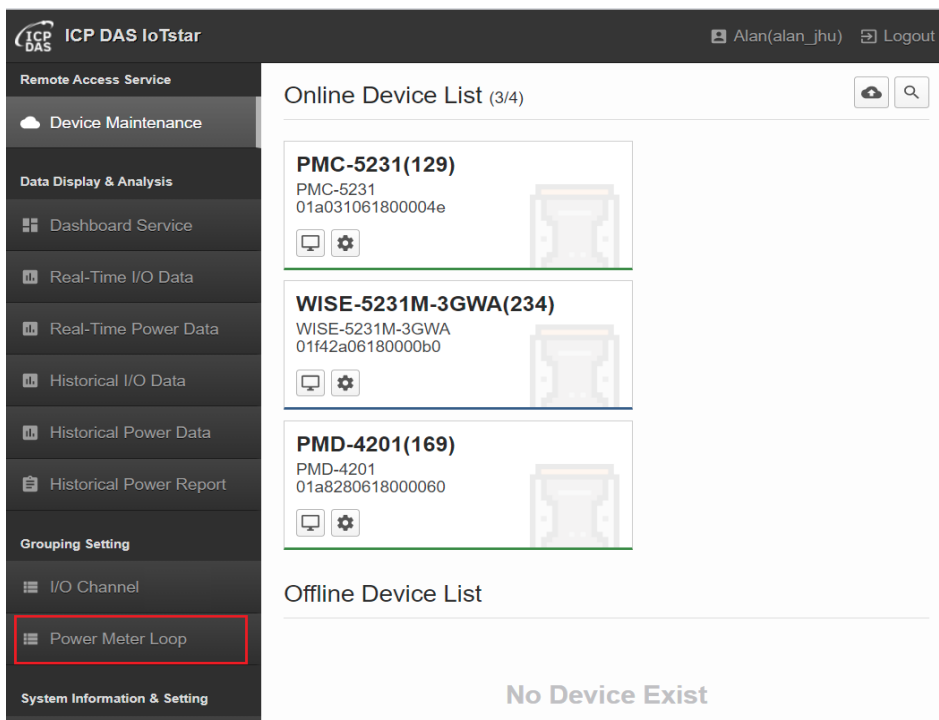 ICP DAS
ICP DAS IoTstar
Alan(alan_jhu)
Logout
Remote Access Service
Device Maintenance
Data Display & Analysis
Dashboard Service
Real-Time I/O Data
Real-Time Power Data
Historical I/O Data
Historical Power Data
Historical Power Report
Grouping Setting
I/O Channel
Power Meter Loop
System Information & Setting
Online Device List (3/4)
PMC-5231(129)
PMC-5231
01a031061800004e
WISE-5231M-3GWA(234)
WISE-5231M-3GWA
01f42a06180000b0
PMD-4201(169)
PMD-4201
01a8280618000060
Offline Device List
No Device Exist